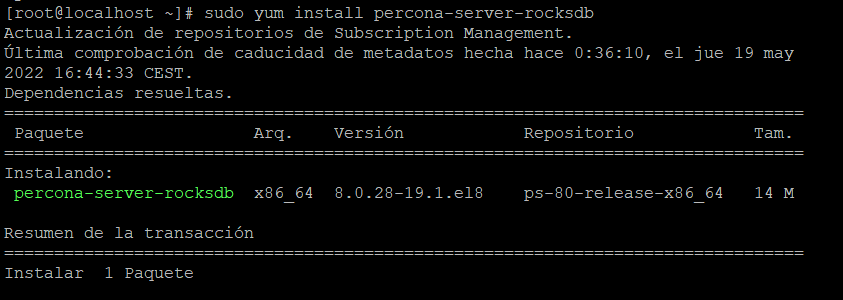 [root@localhost ~]# sudo yum install percona-server-rocksdb
Actualización de repositorios de Subscription Management.
Última comprobación de caducidad de metadatos hecha hace 0:36:10, el jue 19 may
2022 16:44:33 CEST.
Dependencias resueltas.
================================================================================
Paquete Arq. Versión Repositorio Tam.
================================================================================
Instalando:
percona-server-rocksdb x86_64 8.0.28-19.1.el8 ps-80-release-x86_64 14 M
Resumen de la transacción
================================================================================
Instalar 1 Paquete